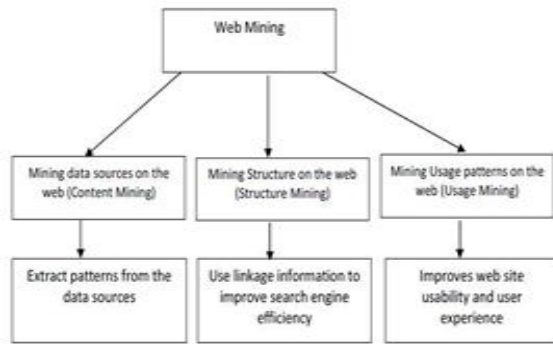 Web Mining
Mining data sources on the
web (Content Mining)
Mining Structure on the web
(Structure Mining)
Mining Usage patterns on the
web (Usage Mining)
Extract patterns from the
data sources
Use linkage information to
improve search engine
efficiency
Improves web site
usability and user
experience